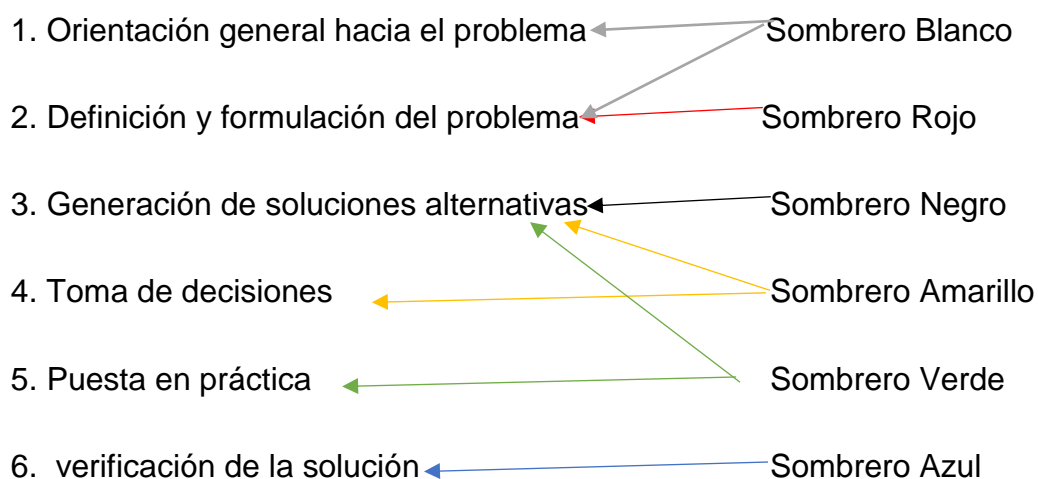 1. Orientación general hacia el problema Sombrero Blanco
2. Definición y formulación del problema Sombrero Rojo
3. Generación de soluciones alternativas Sombrero Negro
4. Toma de decisiones Sombrero Amarillo
5. Puesta en práctica Sombrero Verde
6. verificación de la solución Sombrero Azul